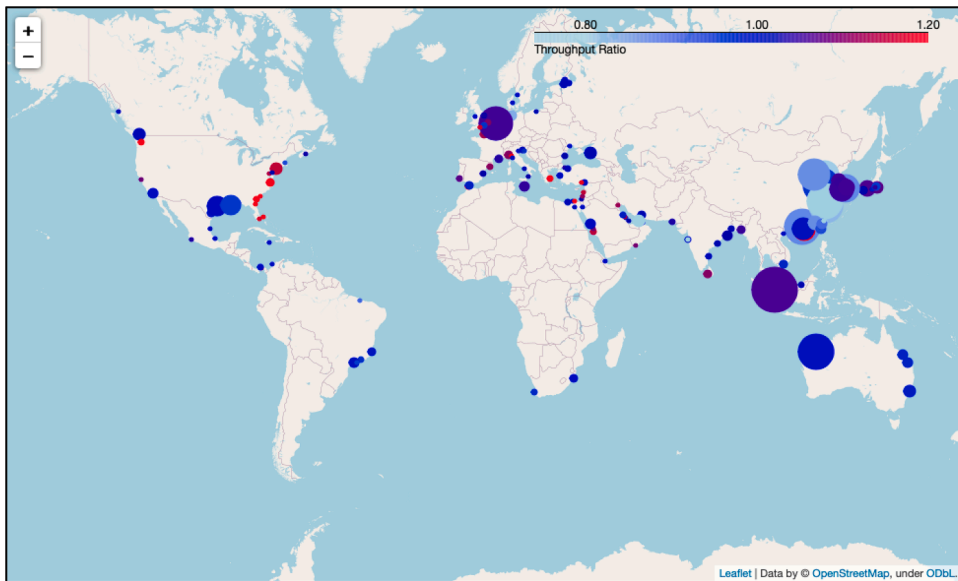 +
−
0.80 1.00 1.20
Throughput Ratio
Leaflet | Data by © OpenStreetMap, under ODbL.